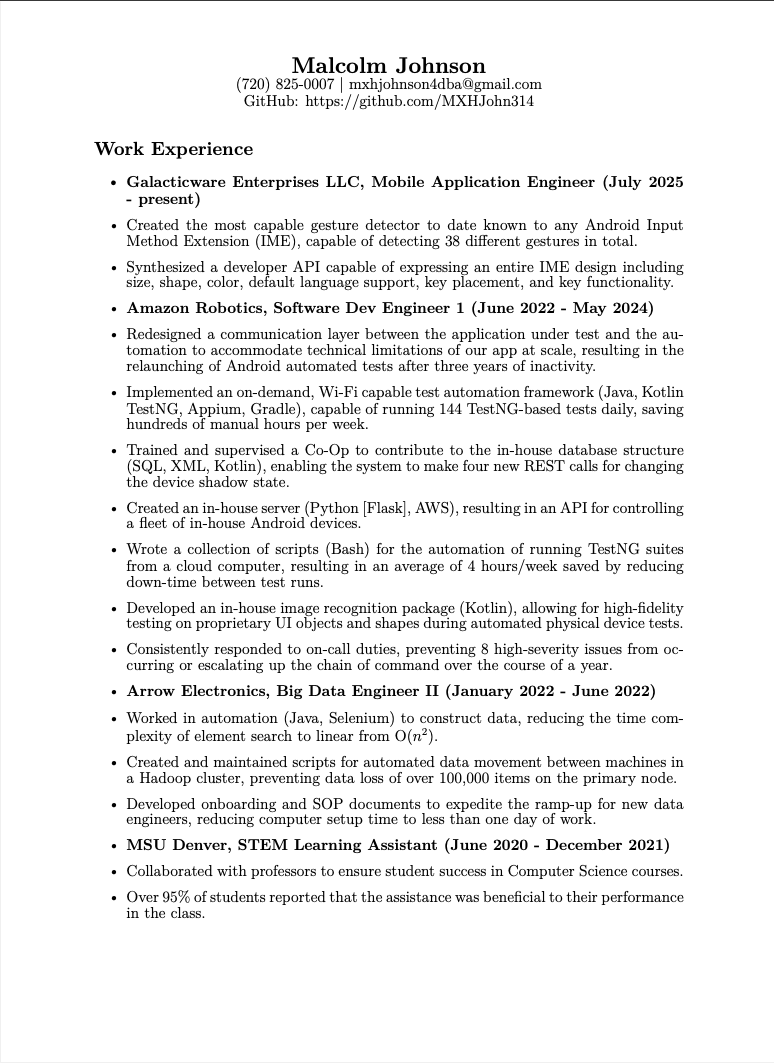 Malcolm Johnson
(720) 825-0007 | mxhjohnson4dba@gmail.com
GitHub: https://github.com/MXHJohn314
Work Experience
• Galacticware Enterprises LLC, Mobile Application Engineer (July 2025
- present)
• Created the most capable gesture detector to date known to any Android Input
Method Extension (IME), capable of detecting 38 different gestures in total.
• Synthesized a developer API capable of expressing an entire IME design including
size, shape, color, default language support, key placement, and key functionality.
• Amazon Robotics, Software Dev Engineer 1 (June 2022 - May 2024)
• Redesigned a communication layer between the application under test and the au-
tomation to accommodate technical limitations of our app at scale, resulting in the
relaunching of Android automated tests after three years of inactivity.
• Implemented an on-demand, Wi-Fi capable test automation framework (Java, Kotlin
TestNG, Appium, Gradle), capable of running 144 TestNG-based tests daily, saving
hundreds of manual hours per week.
• Trained and supervised a Co-Op to contribute to the in-house database structure
(SQL, XML, Kotlin), enabling the system to make four new REST calls for changing
the device shadow state.
• Created an in-house server (Python [Flask], AWS), resulting in an API for controlling
a fleet of in-house Android devices.
• Wrote a collection of scripts (Bash) for the automation of running TestNG suites
from a cloud computer, resulting in an average of 4 hours/week saved by reducing
down-time between test runs.
• Developed an in-house image recognition package (Kotlin), allowing for high-fidelity
testing on proprietary UI objects and shapes during automated physical device tests.
• Consistently responded to on-call duties, preventing 8 high-severity issues from oc-
curring or escalating up the chain of command over the course of a year.
• Arrow Electronics, Big Data Engineer II (January 2022 - June 2022)
• Worked in automation (Java, Selenium) to construct data, reducing the time com-
plexity of element search to linear from O(n²).
• Created and maintained scripts for automated data movement between machines in
a Hadoop cluster, preventing data loss of over 100,000 items on the primary node.
• Developed onboarding and SOP documents to expedite the ramp-up for new data
engineers, reducing computer setup time to less than one day of work.
• MSU Denver, STEM Learning Assistant (June 2020 - December 2021)
• Collaborated with professors to ensure student success in Computer Science courses.
• Over 95% of students reported that the assistance was beneficial to their performance
in the class.